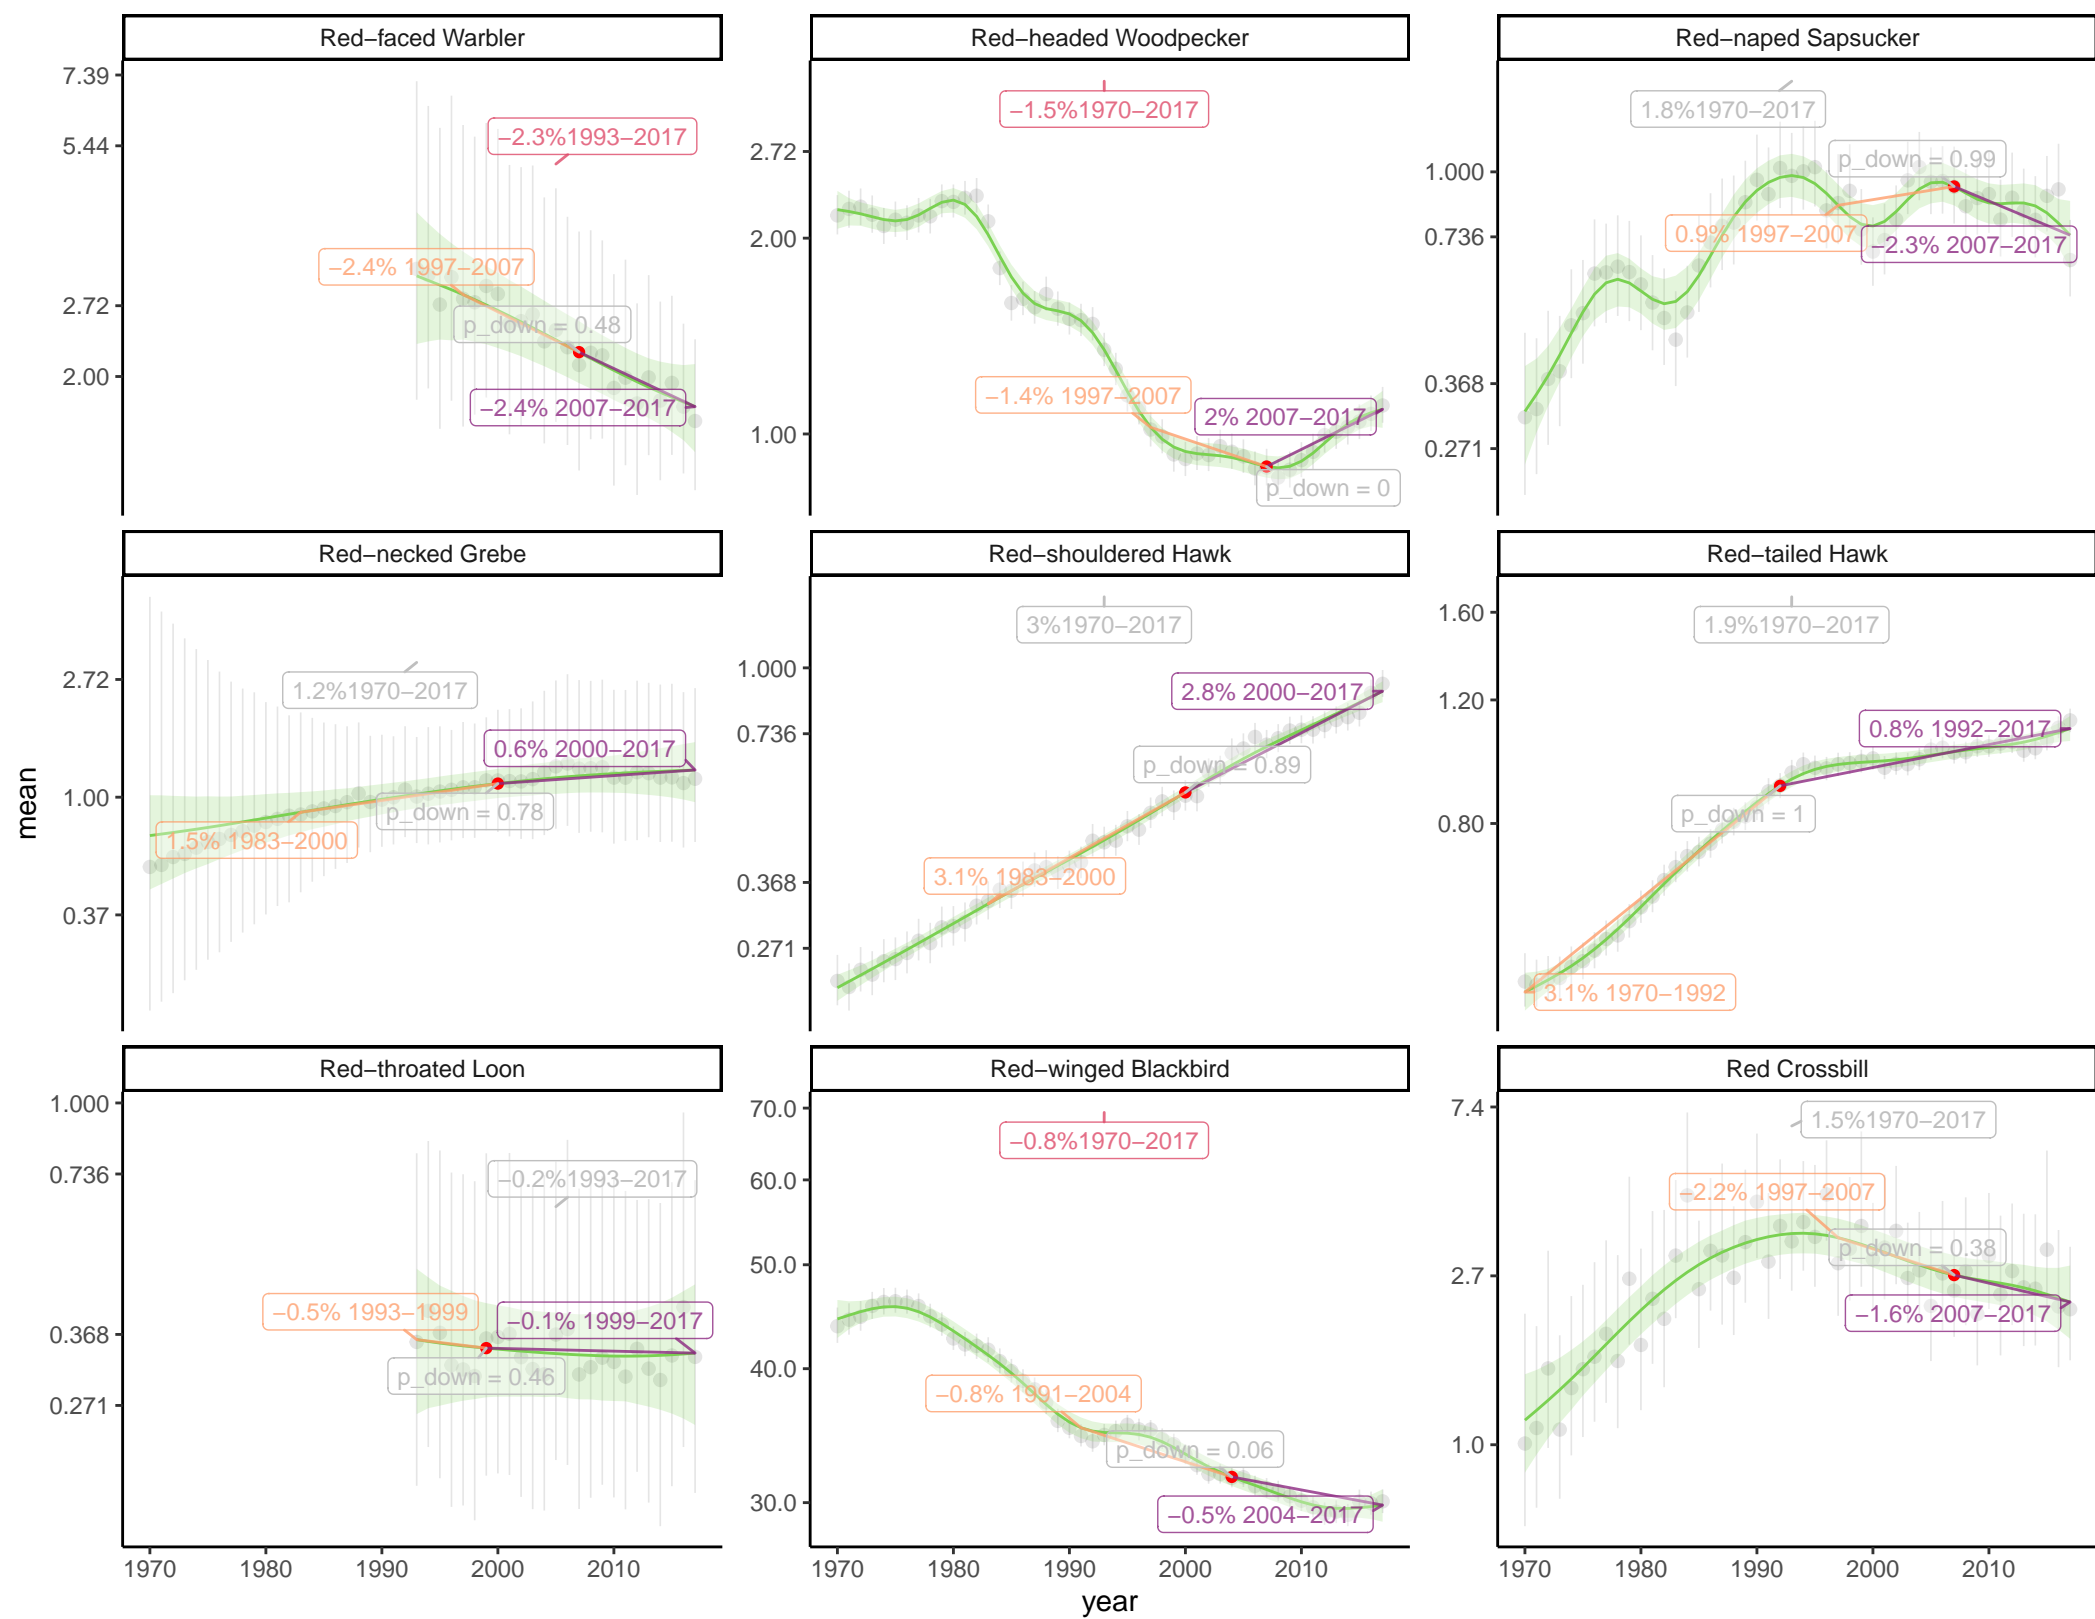 Red−faced Warbler
Red−headed Woodpecker
Red−naped Sapsucker
7.39
5.44
2.72
2.00
−2.3%1993−2017
−2.4% 1997−2007
p_down = 0.48
−2.4% 2007−2017
2.72
2.00
1.00
−1.5%1970−2017
−1.4% 1997−2007
2% 2007−2017
p_down = 0
1.000
0.736
0.368
0.271
1.8%1970−2017
p_down = 0.99
0.9% 1997−2007
−2.3% 2007−2017
Red−necked Grebe
Red−shouldered Hawk
Red−tailed Hawk
mean
2.72
1.00
0.37
1.2%1970−2017
0.6% 2000−2017
p_down = 0.78
1.5% 1983−2000
1.000
0.736
0.368
0.271
3%1970−2017
2.8% 2000−2017
p_down = 0.89
3.1% 1983−2000
1.60
1.20
0.80
1.9%1970−2017
0.8% 1992−2017
p_down = 1
3.1% 1970−1992
Red−throated Loon
Red−winged Blackbird
Red Crossbill
1.000
0.736
0.368
0.271
−0.2%1993−2017
−0.5% 1993−1999
−0.1% 1999−2017
p_down = 0.46
70.0
60.0
50.0
40.0
30.0
−0.8%1970−2017
−0.8% 1991−2004
p_down = 0.06
−0.5% 2004−2017
7.4
2.7
1.0
1.5%1970−2017
−2.2% 1997−2007
p_down = 0.38
−1.6% 2007−2017
1970 1980 1990 2000 2010
1970 1980 1990 2000 2010
1970 1980 1990 2000 2010
year